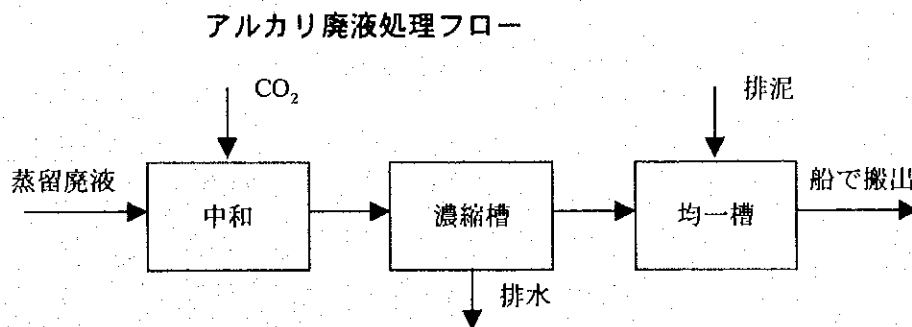 アルカリ廃液処理フロー
CO₂
排泥
蒸留廃液
中和
濃縮槽
均一槽
船で搬出
排水